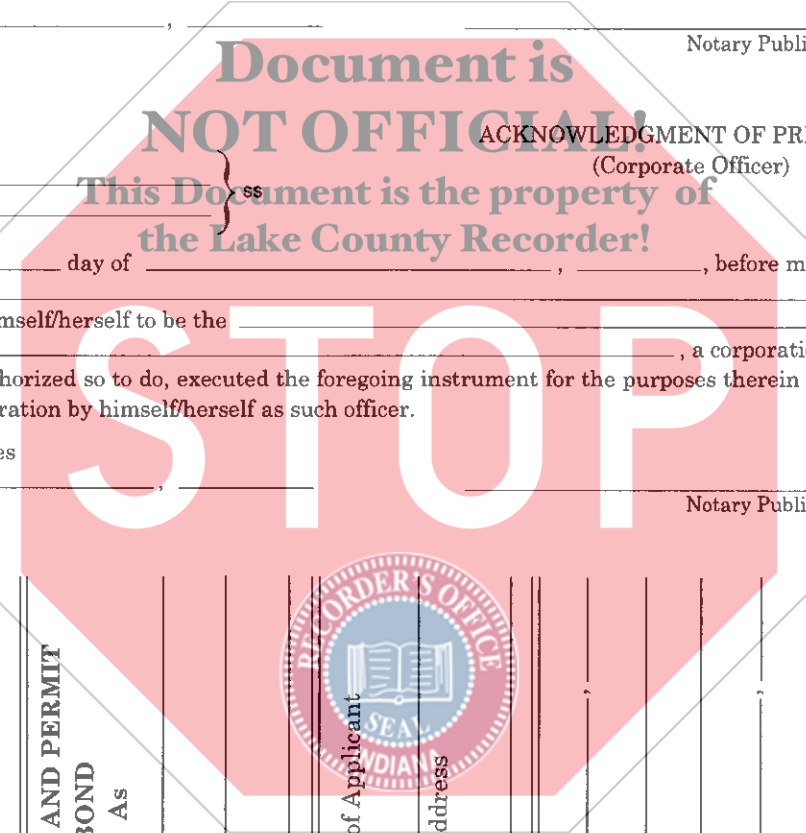 Notary Publi
Document is
NOT OFFICIAL!
ACKNOWLEDGMENT OF PRI
(Corporate Officer)
ss
This Document is the property of
the Lake County Recorder!
day of , , before m
mself/herself to be the
, a corporati
horized so to do, executed the foregoing instrument for the purposes therein
ration by himself/herself as such officer.
es
,
Notary Publi
STOP
RECORDER'S OFFICE
SEAL
INDIANA
AND PERMIT
BOND
As
of Applicant
ddress